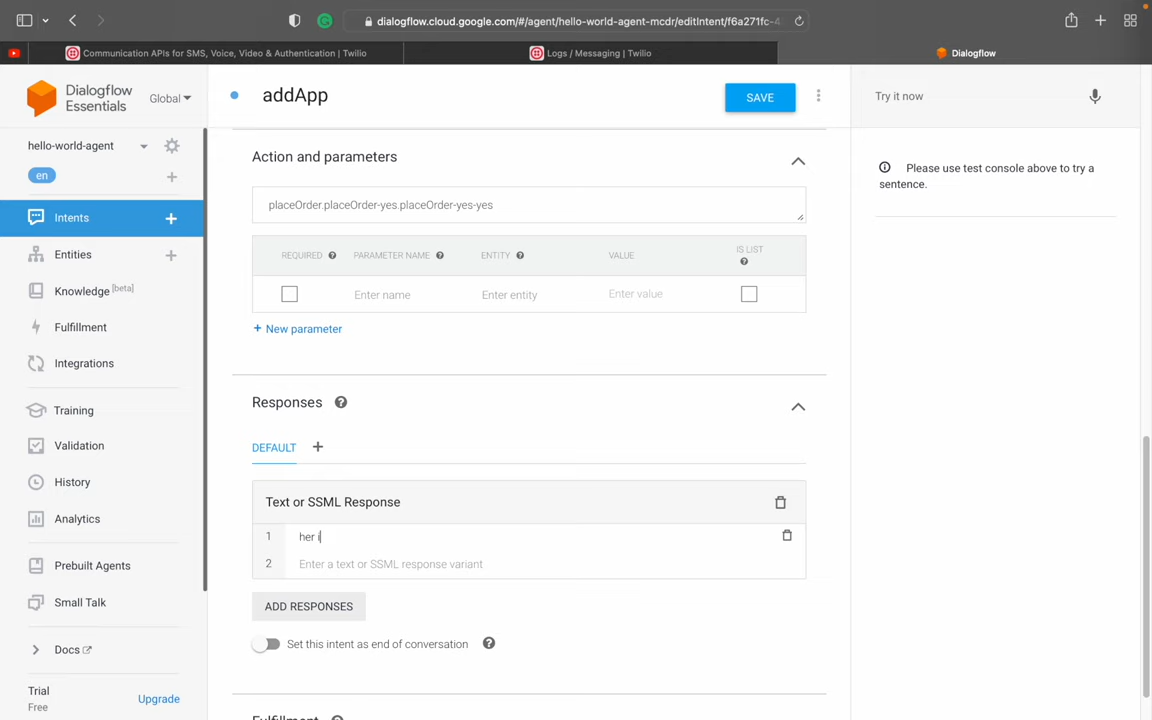 dialogflow.cloud.google.com/#/agent/hello-world-agent-mcdr/editIntent/f6a271fc-4
Communication APIs for SMS, Voice, Video & Authentication | Twilio
Logs / Messaging | Twilio
Dialogflow
Dialogflow
Essentials
Global
addApp
SAVE
Try it now
hello-world-agent
en
Please use test console above to try a
sentence.
Intents
Entities
Knowledge [beta]
Fulfillment
Integrations
Training
Validation
History
Analytics
Prebuilt Agents
Small Talk
Docs
Trial
Free
Upgrade
Action and parameters
placeOrder.placeOrder-yes.placeOrder-yes-yes
REQUIRED
PARAMETER NAME
ENTITY
VALUE
IS LIST
Enter name
Enter entity
Enter value
+ New parameter
Responses
DEFAULT
Text or SSML Response
1 her i
2 Enter a text or SSML response variant
ADD RESPONSES
Set this intent as end of conversation
Fulfillment